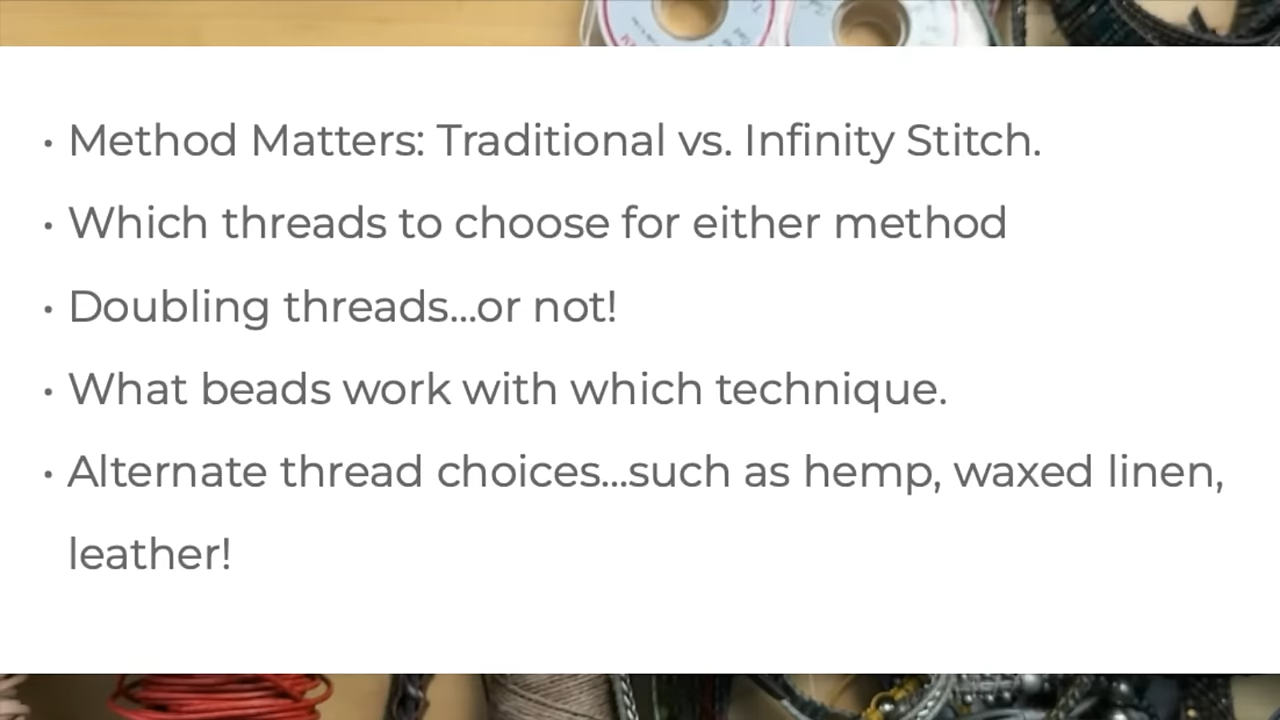 • Method Matters: Traditional vs. Infinity Stitch.
• Which threads to choose for either method
• Doubling threads...or not!
• What beads work with which technique.
• Alternate thread choices...such as hemp, waxed linen,
leather!